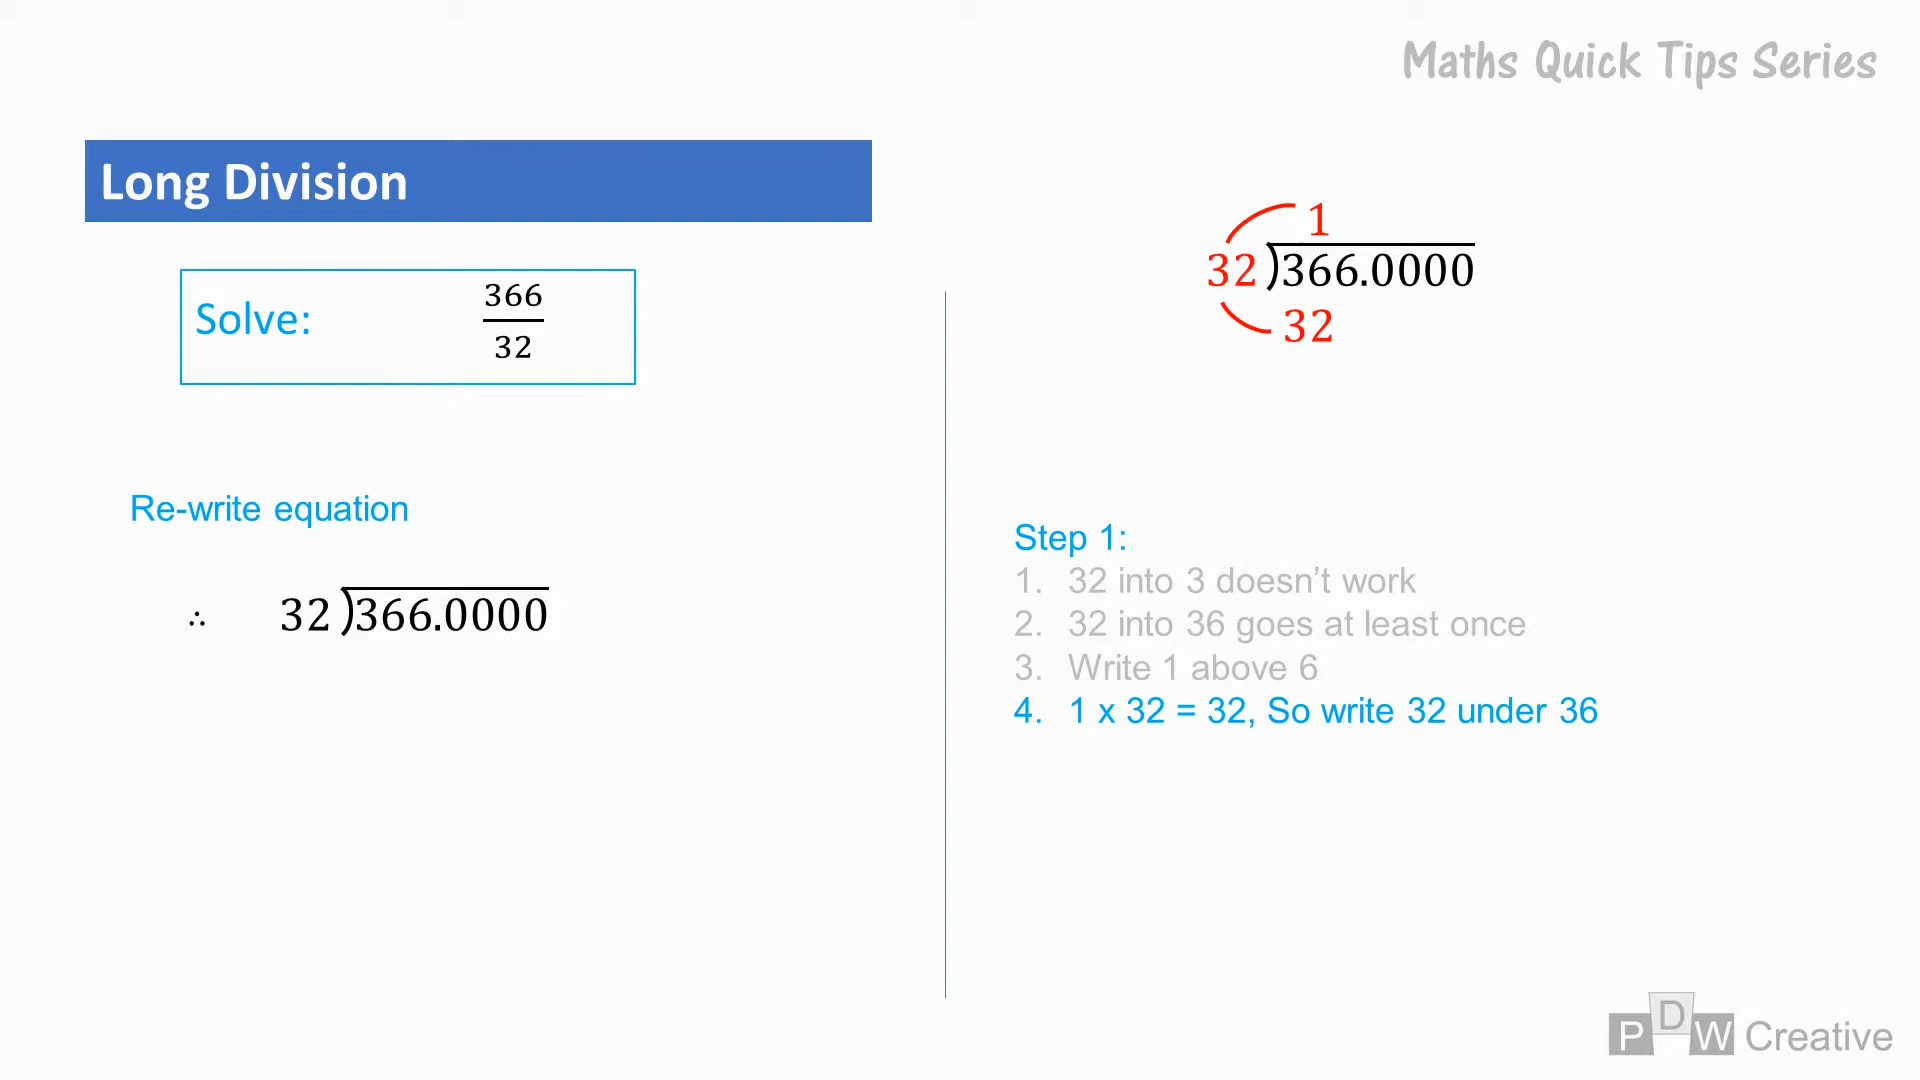 Maths Quick Tips Series
Long Division
Solve:
366
32
Re-write equation
∴ 32)366.0000
1
32)366.0000
32
Step 1:
1. 32 into 3 doesn’t work
2. 32 into 36 goes at least once
3. Write 1 above 6
4. 1 x 32 = 32, So write 32 under 36
PDW Creative